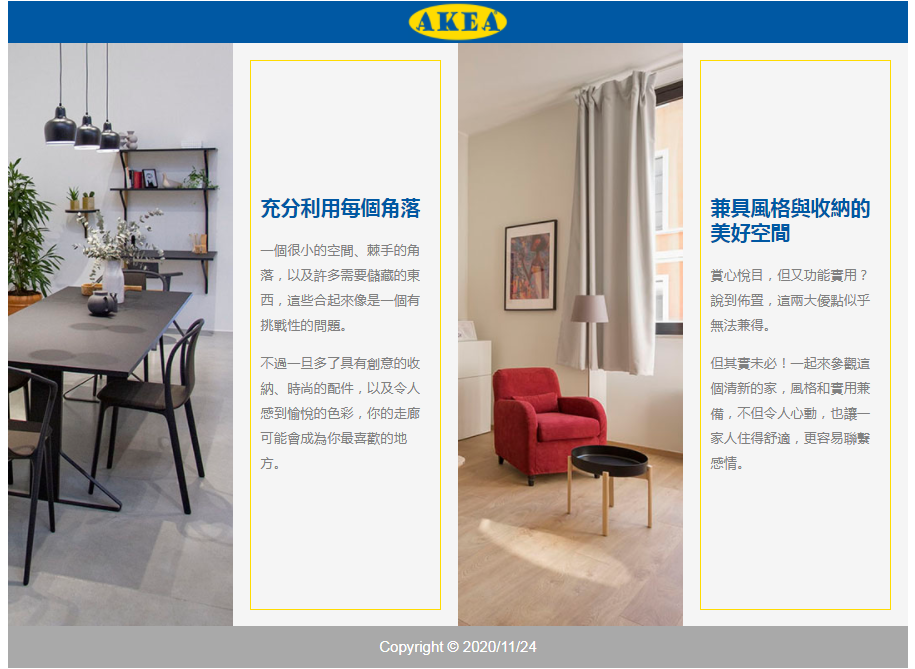 AKEA
充分利用每個角落
一個很小的空間、棘手的角
落，以及許多需要儲藏的東
西，這些合起來像是一個有
挑戰性的問題。
不過一旦多了具有創意的收
納、時尚的配件，以及令人
感到愉悅的色彩，你的走廊
可能會成為你最喜歡的地
方。
兼具風格與收納的
美好空間
賞心悅目，但又功能實用？
說到佈置，這兩大優點似乎
無法兼得。
但其實未必！一起來參觀這
個清新的家，風格和實用兼
備，不但令人心動，也讓一
家人住得舒適，更容易聯繫
感情。
Copyright © 2020/11/24